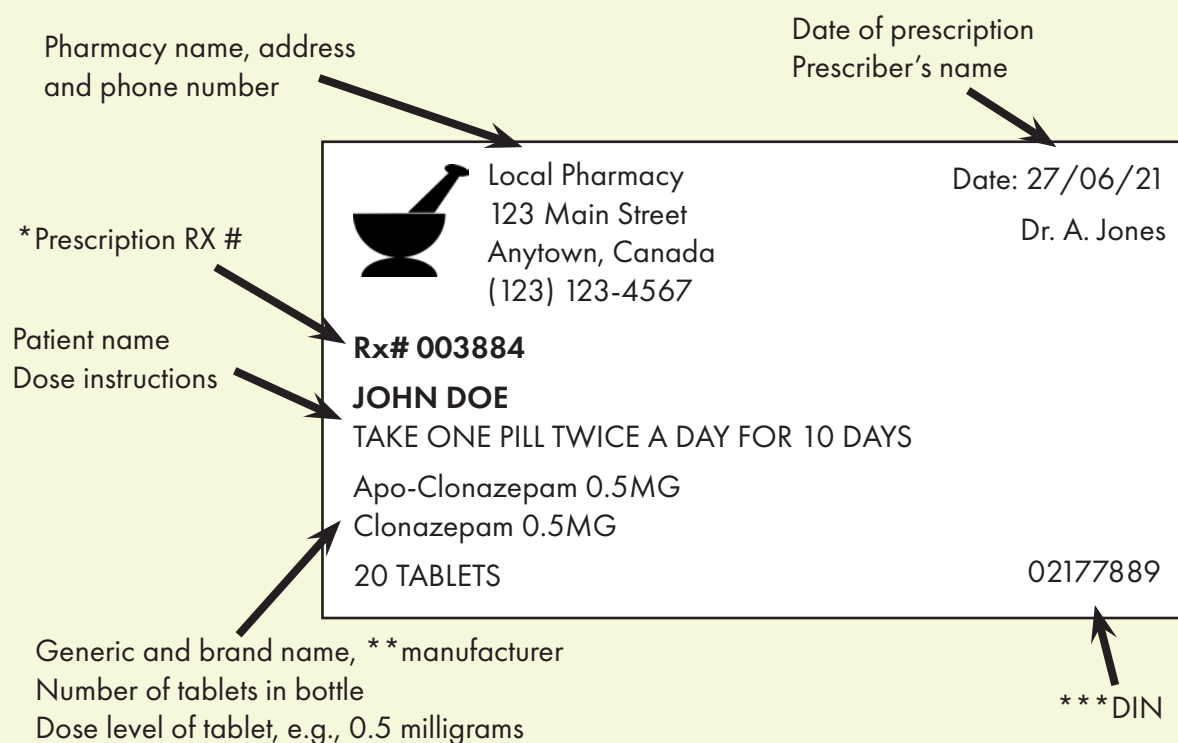 Pharmacy name, address
and phone number
Date of prescription
Prescriber’s name
Local Pharmacy
123 Main Street
Anytown, Canada
(123) 123-4567
Date: 27/06/21
Dr. A. Jones
*Prescription RX #
Rx# 003884
Patient name
Dose instructions
JOHN DOE
TAKE ONE PILL TWICE A DAY FOR 10 DAYS
Apo-Clonazepam 0.5MG
Clonazepam 0.5MG
20 TABLETS
02177889
Generic and brand name, **manufacturer
Number of tablets in bottle
Dose level of tablet, e.g., 0.5 milligrams
***DIN